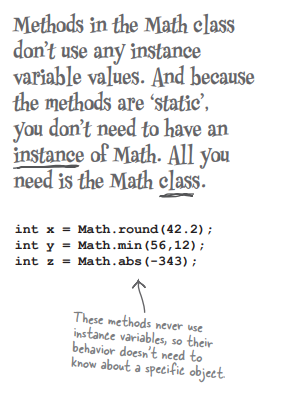 Methods in the Math class
don't use any instance
variable values. And because
the methods are 'static',
you don't need to have an
instance of Math. All you
need is the Math class.
int x = Math.round(42.2);
int y = Math.min(56,12);
int z = Math.abs(-343);
These methods never use
instance variables, so their
behavior doesn't need to
know about a specific object.